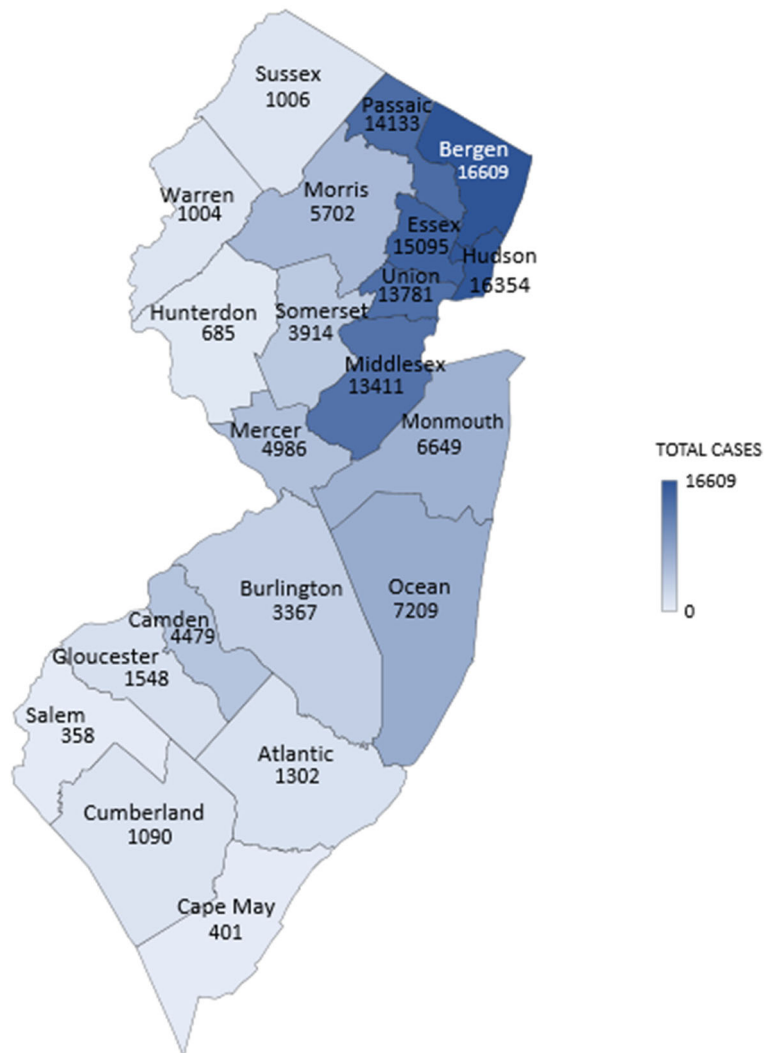 Sussex
1006
Passaic
14133
Bergen
16609
Warren
1004
Morris
5702
Essex
15095
Hudson
16354
Union
13781
Hunterdon
685
Somerset
3914
Middlesex
13411
Mercer
4986
Monmouth
6649
TOTAL CASES
16609
0
Burlington
3367
Ocean
7209
Camden
4479
Gloucester
1548
Salem
358
Atlantic
1302
Cumberland
1090
Cape May
401